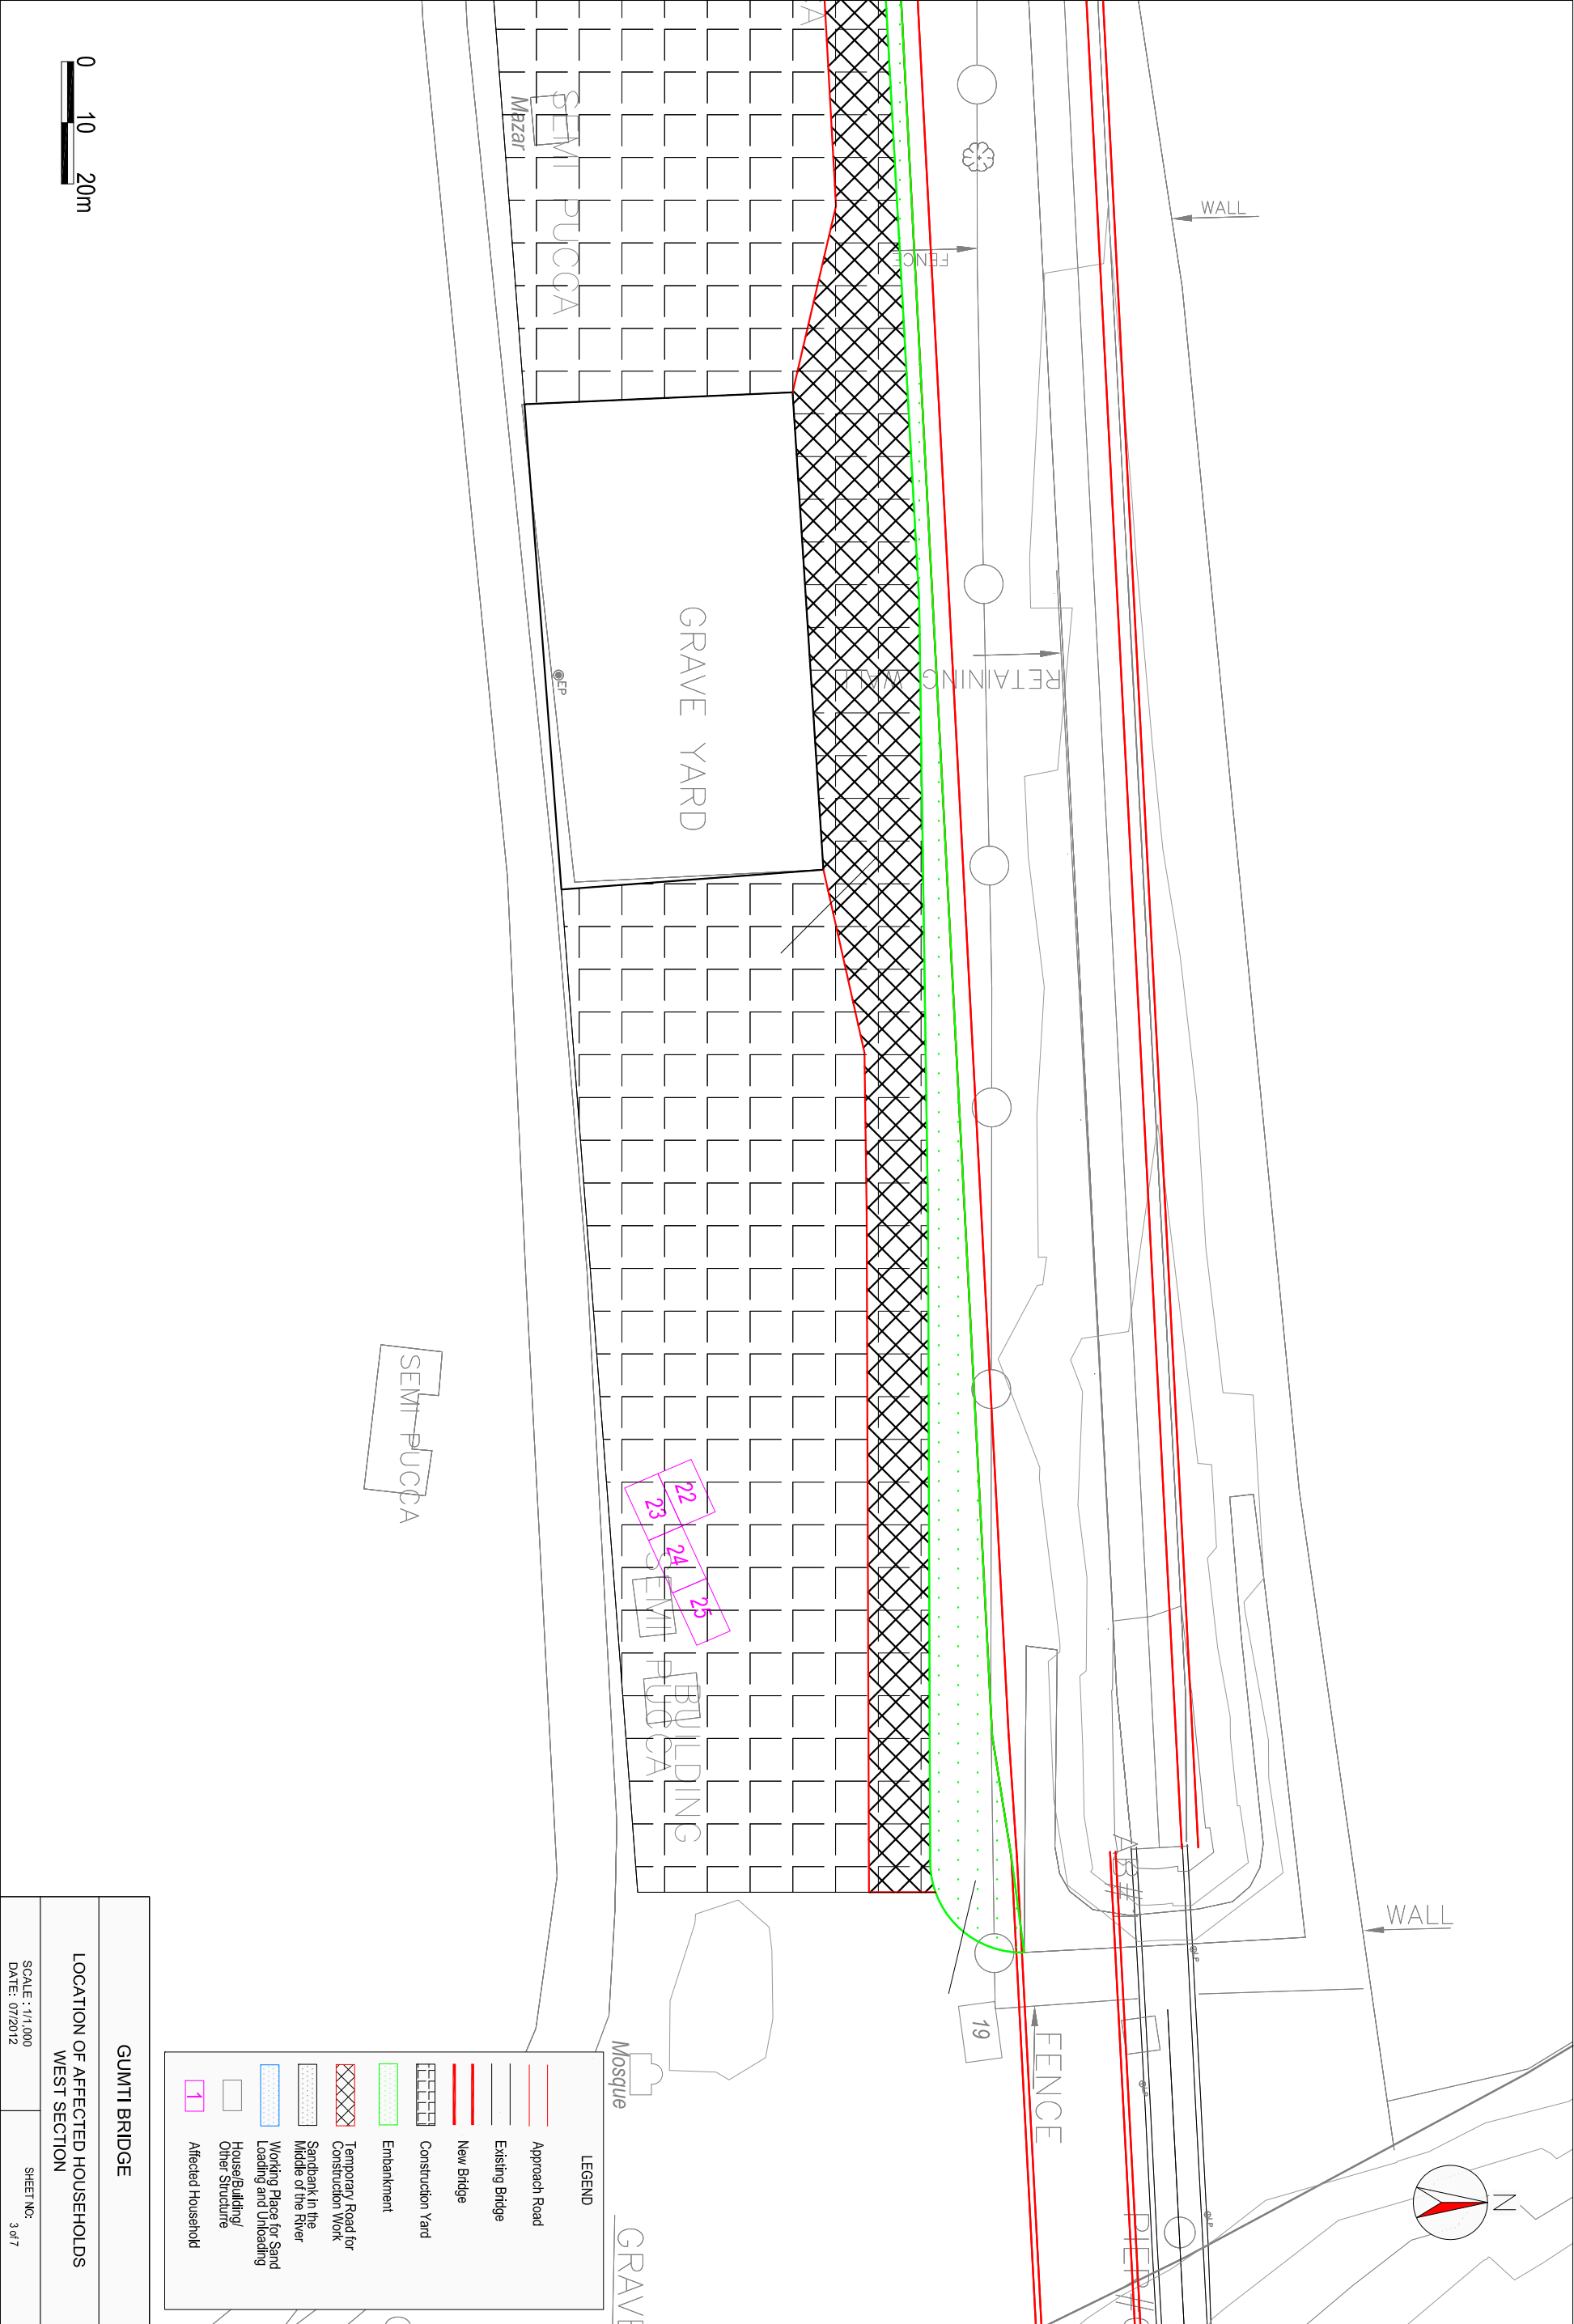 0 10 20m
Mazar
SEMI PUCCA
A
WALL
FENCE
RETAINING WALL
GRAVE YARD
EP
SEMI PUCCA
22
23
24
25
SEMI PUCCA
BUILDING
WALL
19
FENCE
Mosque
N
GRAVE
LEGEND
Approach Road
Existing Bridge
New Bridge
Construction Yard
Embankment
Temporary Road for
Construction Work
Sandbank in the
Middle of the River
Working Place for Sand
Loading and Unloading
House/Building/
Other Structurre
1 Affected Household
GUMTI BRIDGE
LOCATION OF AFFECTED HOUSEHOLDS
WEST SECTION
SCALE : 1/1,000
DATE: 07/2012
SHEET NO:
3 of 7